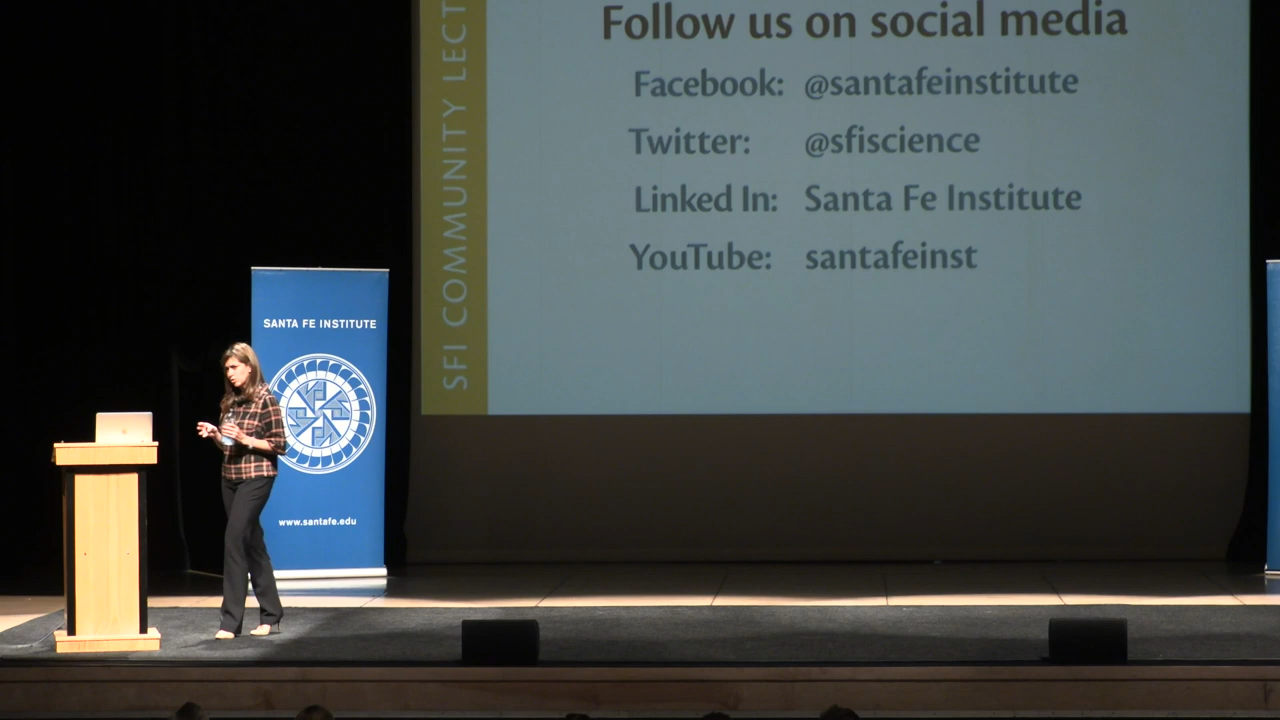 Follow us on social media
Facebook: @santafeinstitute
Twitter: @sfiscience
Linked In: Santa Fe Institute
YouTube: santafeinst
SFI COMMUNITY LECT
SANTA FE INSTITUTE
www.santafe.edu